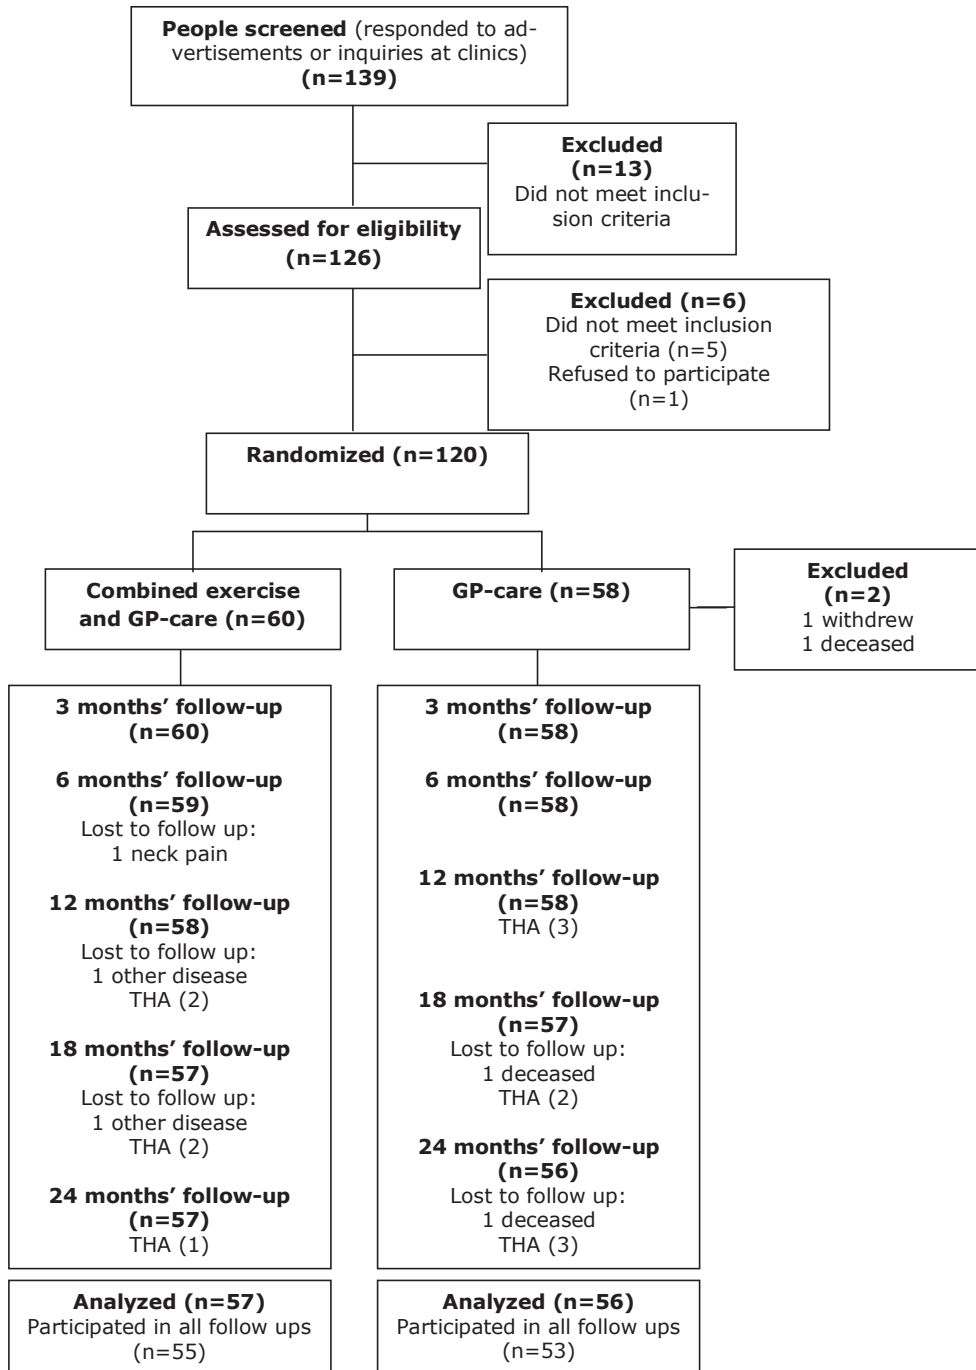 People screened (responded to ad-
vertisements or inquiries at clinics)
(n=139)
Excluded
(n=13)
Did not meet inclu-
sion criteria
Assessed for eligibility
(n=126)
Excluded (n=6)
Did not meet inclusion
criteria (n=5)
Refused to participate
(n=1)
Randomized (n=120)
Combined exercise
and GP-care (n=60)
GP-care (n=58)
Excluded
(n=2)
1 withdrew
1 deceased
3 months’ follow-up
(n=60)
6 months’ follow-up
(n=59)
Lost to follow up:
1 neck pain
12 months’ follow-up
(n=58)
Lost to follow up:
1 other disease
THA (2)
18 months’ follow-up
(n=57)
Lost to follow up:
1 other disease
THA (2)
24 months’ follow-up
(n=57)
THA (1)
3 months’ follow-up
(n=58)
6 months’ follow-up
(n=58)
12 months’ follow-up
(n=58)
THA (3)
18 months’ follow-up
(n=57)
Lost to follow up:
1 deceased
THA (2)
24 months’ follow-up
(n=56)
Lost to follow up:
1 deceased
THA (3)
Analyzed (n=57)
Participated in all follow ups
(n=55)
Analyzed (n=56)
Participated in all follow ups
(n=53)